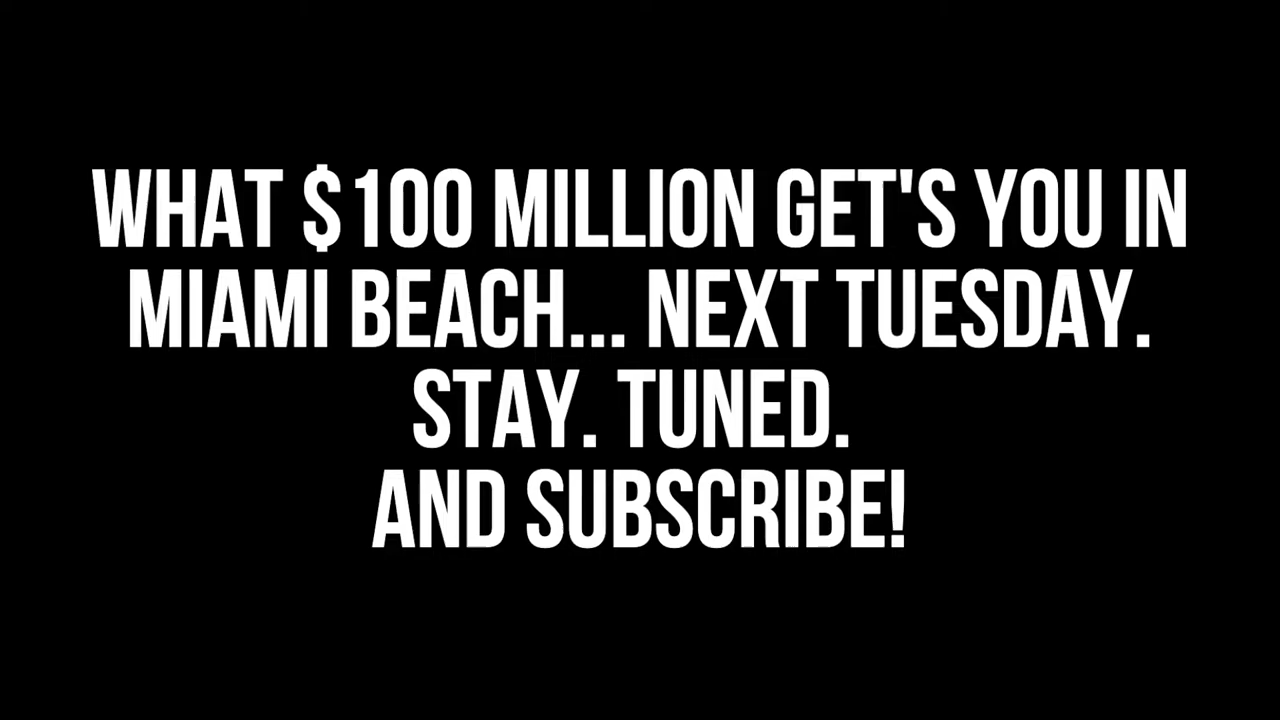 WHAT $100 MILLION GET'S YOU IN
MIAMI BEACH... NEXT TUESDAY.
STAY. TUNED.
AND SUBSCRIBE!